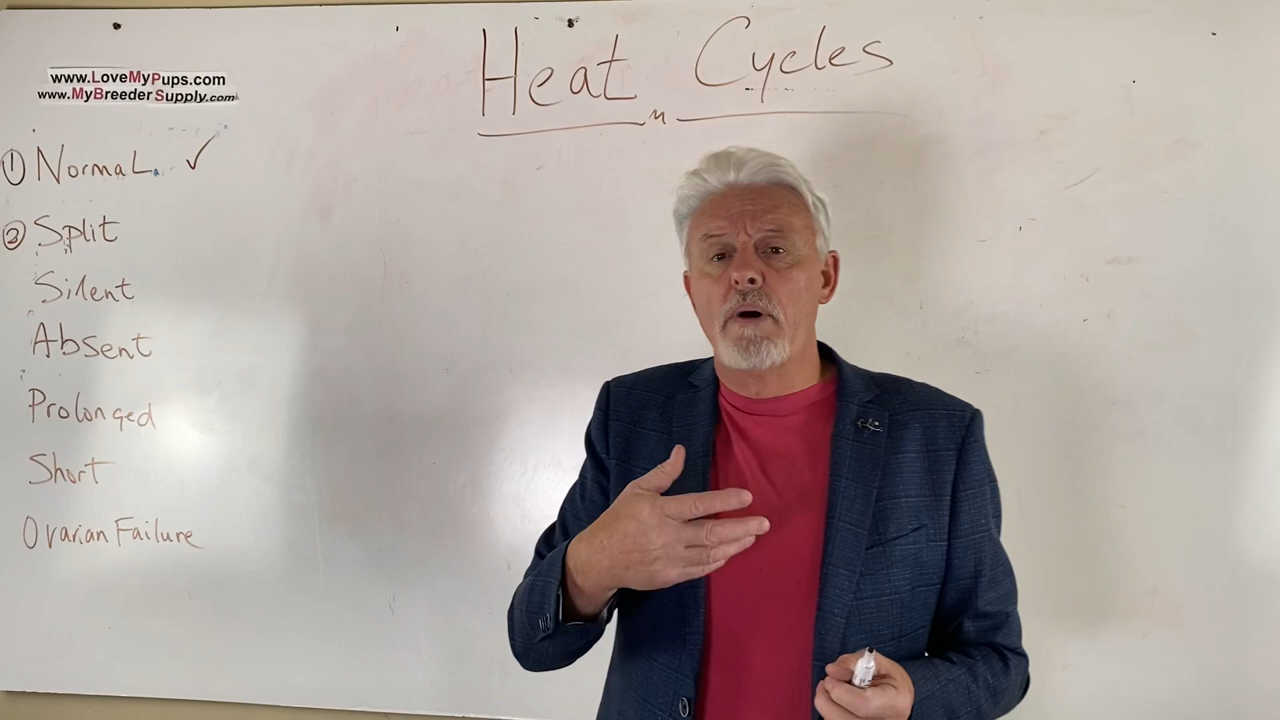 Heat Cycles
www.LoveMyPups.com
www.MyBreederSupply.com
① Normal. ✓
② Split
Silent
Absent
Prolonged
Short
Ovarian Failure